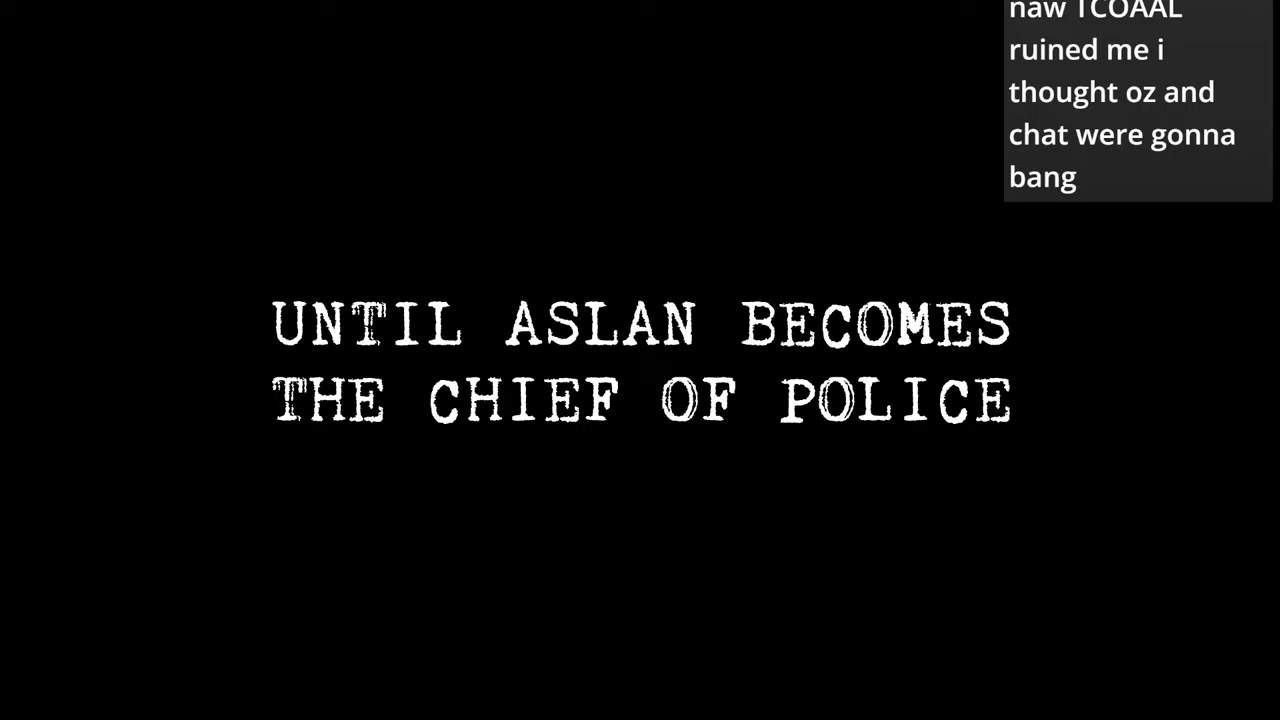 naw TCOAAL
ruined me i
thought oz and
chat were gonna
bang
UNTIL ASLAN BECOMES
THE CHIEF OF POLICE